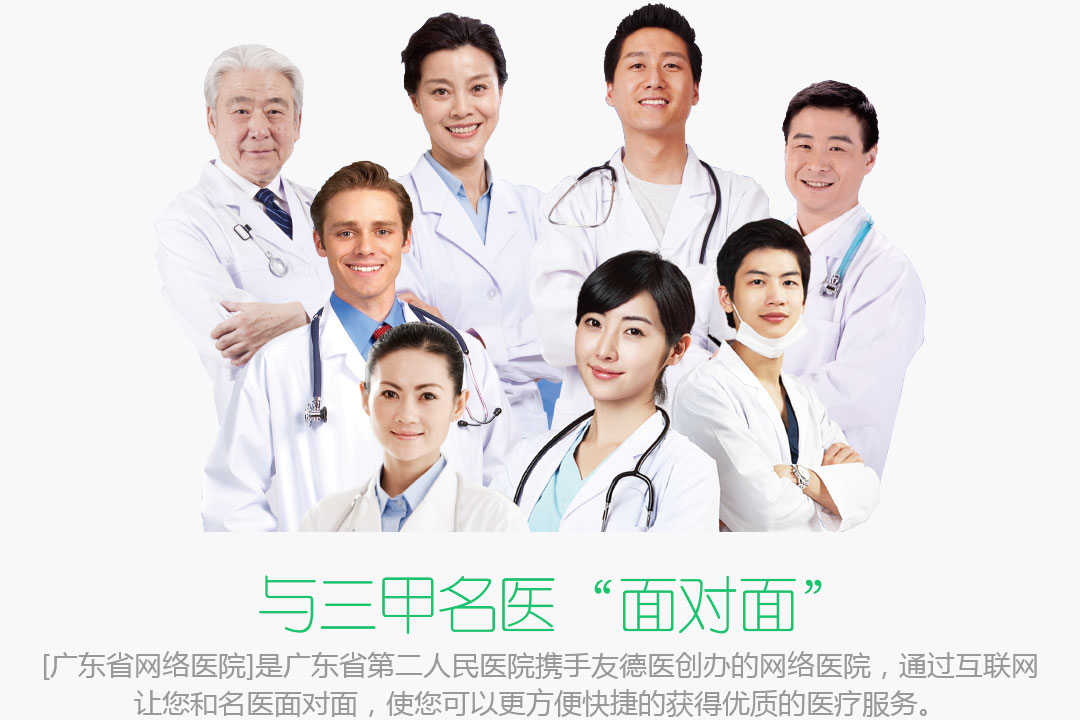 与三甲名医“面对面”
[广东省网络医院]是广东省第二人民医院携手友德医创办的网络医院，通过互联网
让您和名医面对面，使您可以更方便快捷的获得优质的医疗服务。